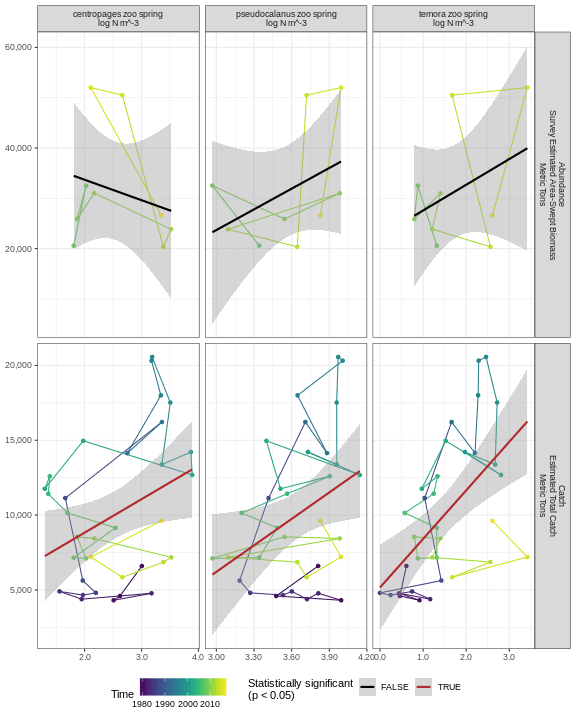 centropages zoo spring
log N m^-3
pseudocalanus zoo spring
log N m^-3
temora zoo spring
log N m^-3
60,000
40,000
20,000
Abundance
Survey Estimated Area-Swept Biomass
Metric Tons
20,000
15,000
10,000
5,000
Catch
Estimated Total Catch
Metric Tons
2.0
3.0
4.0
3.00
3.30
3.60
3.90
4.20
0.0
1.0
2.0
3.0
Time
1980 1990 2000 2010
Statistically significant
(p < 0.05)
FALSE
TRUE